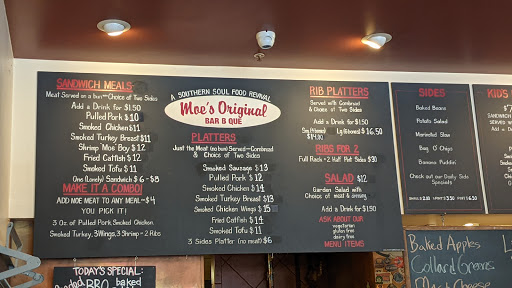 SANDWICH MEALS
Meat Served on a bun—Choice of Two Sides
Add a Drink for $1.50
Pulled Pork $10
Smoked Chicken $11
Smoked Turkey Breast $11
Shrimp 'Moe' Boy $12
Fried Catfish $12
Smoked Tofu $11
One (Lonely) Sandwich $6-$8
MAKE IT A COMBO!
ADD MOE MEAT TO ANY MEAL—$4
YOU PICK IT!
3 Oz. of Pulled Pork, Smoked Chicken,
Smoked Turkey, 3 Wings, 3 Shrimp - 2 Ribs
A SOUTHERN SOUL FOOD REVIVAL
Moe's Original
BAR B QUE
PLATTERS
Just the Meat (no bun) Served—Cornbread
& Choice of Two Sides
Smoked Sausage $13
Pulled Pork $12
Smoked Chicken $14
Smoked Turkey Breast $13
Smoked Chicken Wings $15
Fried Catfish $14
Smoked Tofu $11
3 Sides Platter (no meat) $6
RIB PLATTERS
Served with Cornbread
& Choice of Two Sides
Add a Drink for $1.50
RIBS FOR 2
Full Rack + 2 Half Pint Sides $30
SALAD $12
Garden Salad with
Choice of meat & creamy
Add a Drink for $1.50
ASK ABOUT OUR
vegetarian
gluten free
dairy free
MENU ITEMS
SIDES
Baked Beans
Potato Salad
Marinated Slaw
Bag O' Chips
Banana Puddin'
Check out our Daily Side
Specials
KID'S
SANDWICH
TODAY'S SPECIAL:
BBQ baked
Baked Apples
Collard Greens
Mac & Cheese